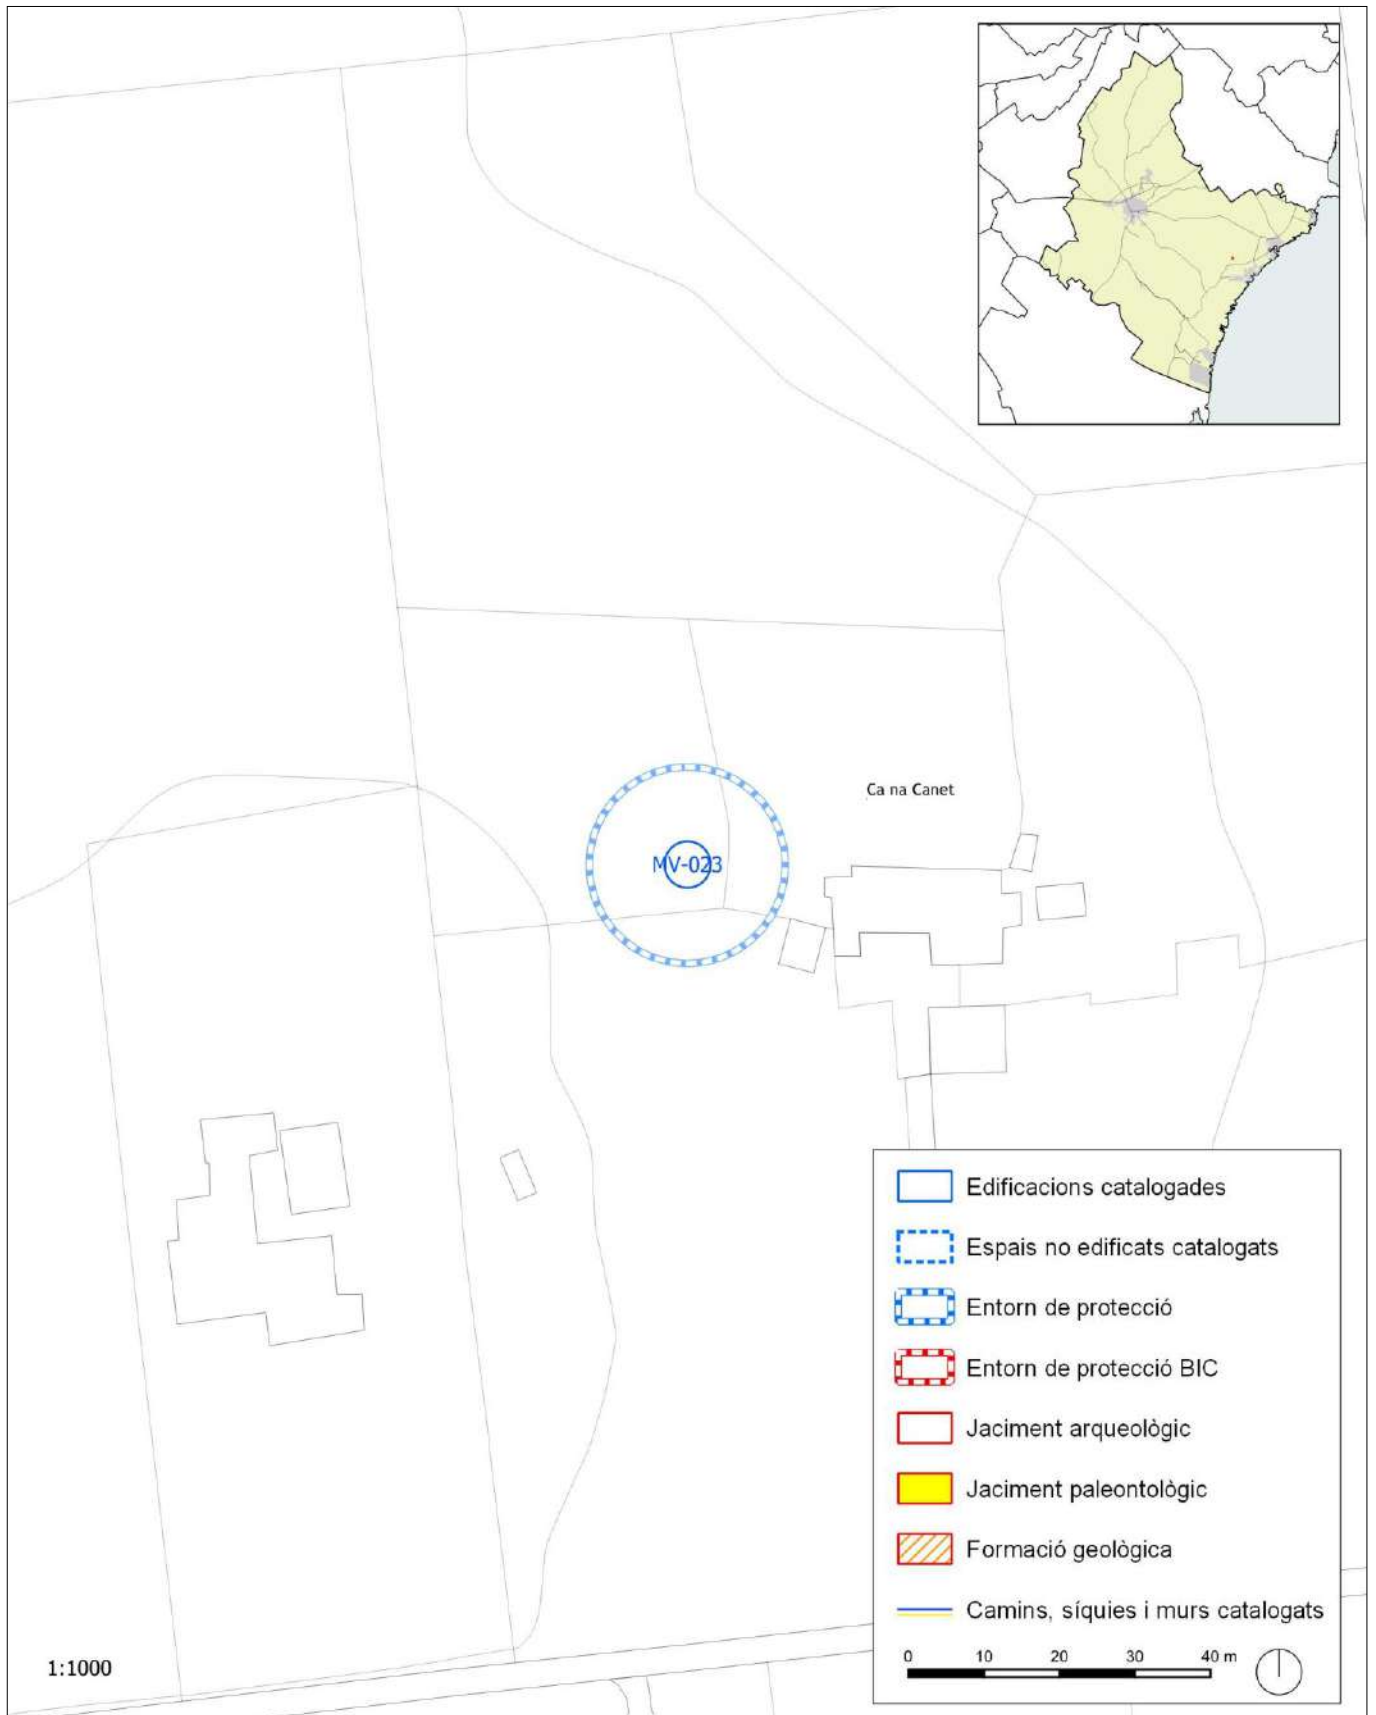 Ca na Canet
MV-023
Edificacions catalogades
Espais no edificats catalogats
Entorn de protecció
Entorn de protecció BIC
Jaciment arqueològic
Jaciment paleontològic
Formació geològica
Camins, síquies i murs catalogats
0 10 20 30 40 m
1:1000